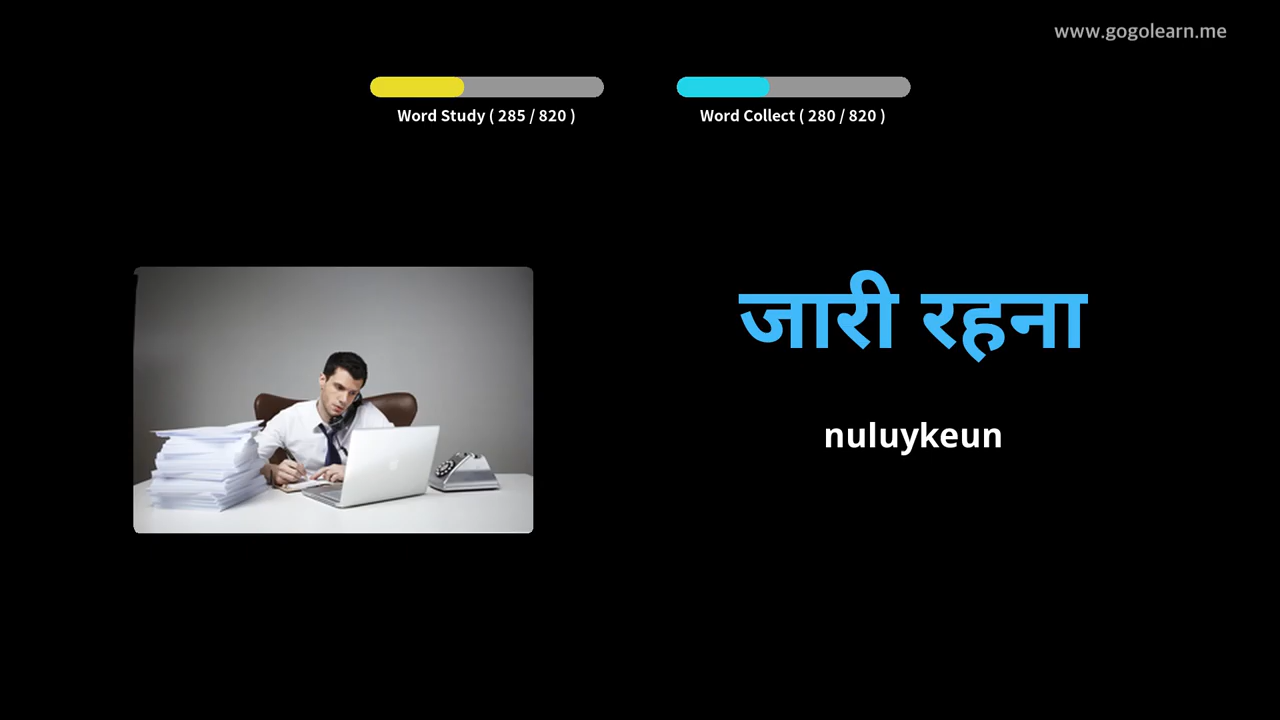 www.gogolearn.me
Word Study ( 285 / 820 )
Word Collect ( 280 / 820 )
जारी रहना
nuluykeun